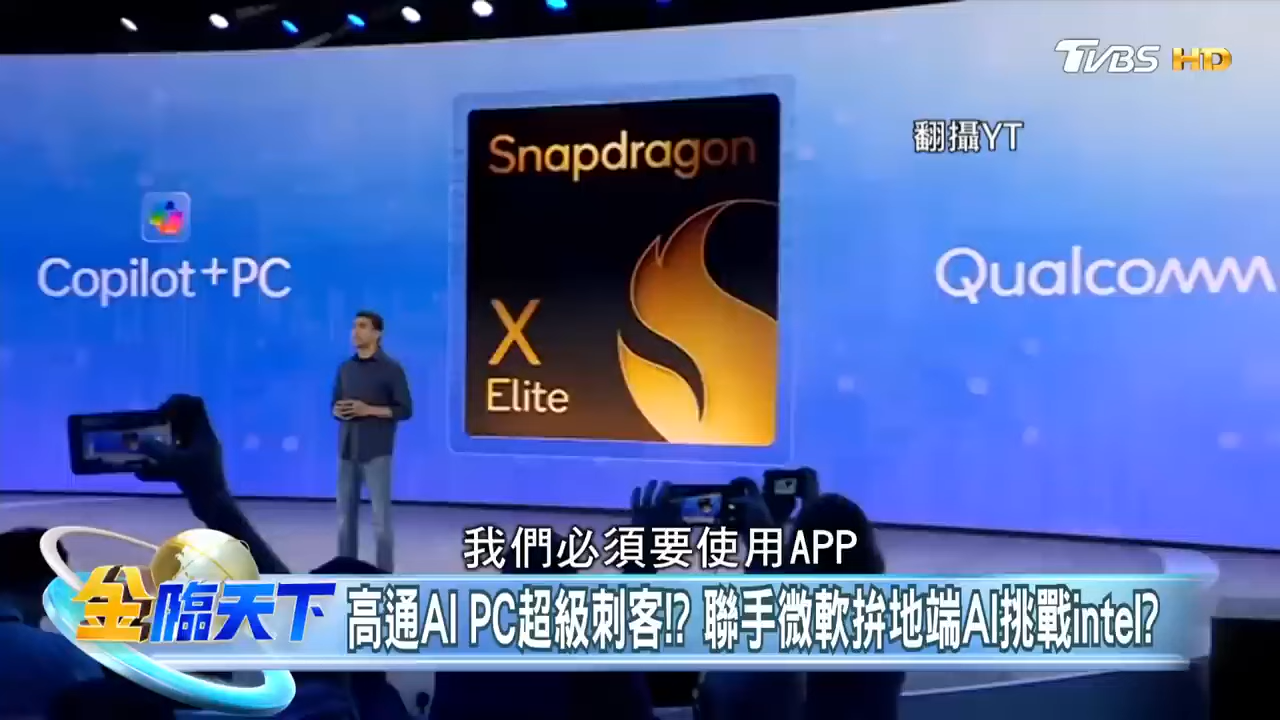 TVBS HD
翻攝YT
Snapdragon
Copilot+PC
Qualcomm
X
Elite
我們必須要使用APP
金臨天下
高通AI PC超級刺客!? 聯手微軟拚地端AI挑戰intel?